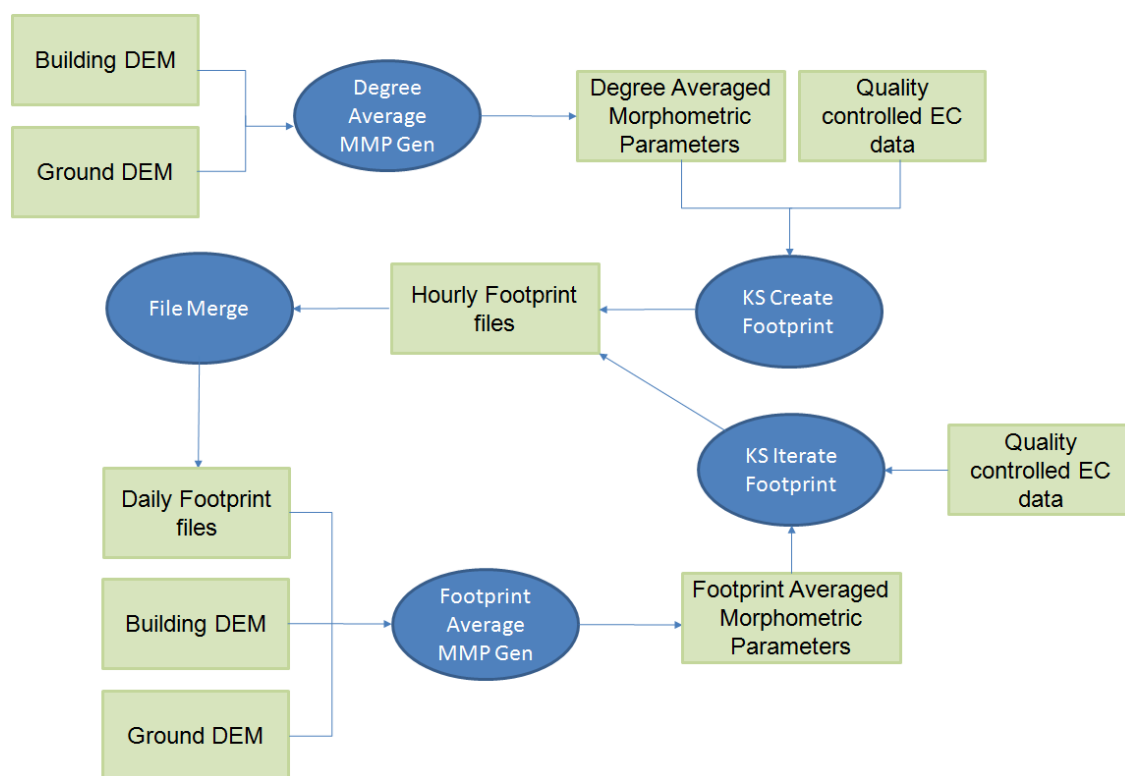 Building DEM
Ground DEM
Degree
Average
MMP Gen
Degree Averaged
Morphometric
Parameters
Quality
controlled EC
data
File Merge
Hourly Footprint
files
KS Create
Footprint
KS Iterate
Footprint
Quality
controlled EC
data
Daily Footprint
files
Building DEM
Ground DEM
Footprint
Average
MMP Gen
Footprint Averaged
Morphometric
Parameters